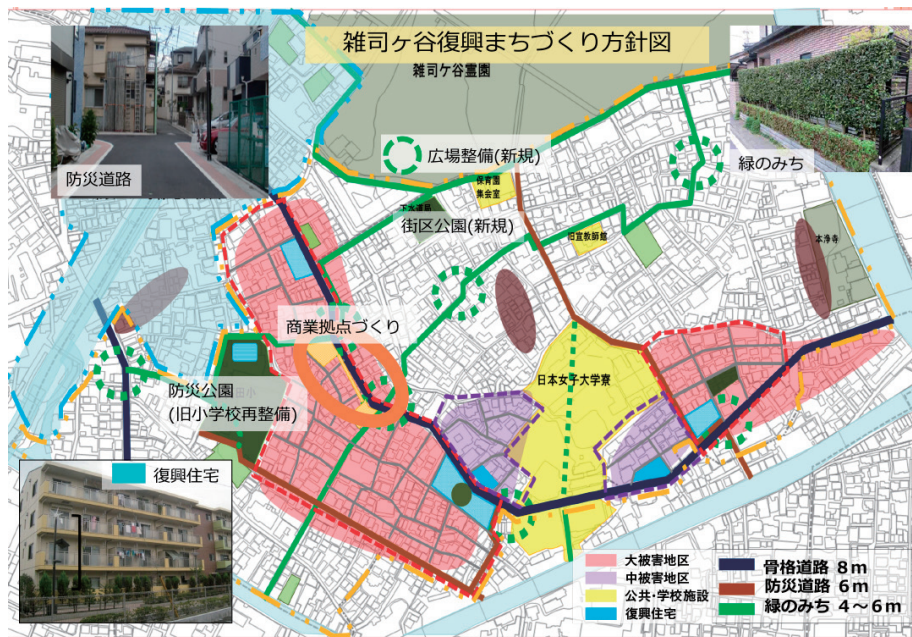 雑司ヶ谷復興まちづくり方針図
雑司ケ谷霊園
防災道路
広場整備(新規)
緑のみち
保育園
集会室
下水道局
街区公園(新規)
旧宣教師館
本浄寺
商業拠点づくり
日本女子大学寮
防災公園
(旧小学校再整備)
田小
復興住宅
大被害地区
中被害地区
公共・学校施設
復興住宅
骨格道路 8m
防災道路 6m
緑のみち 4~6m